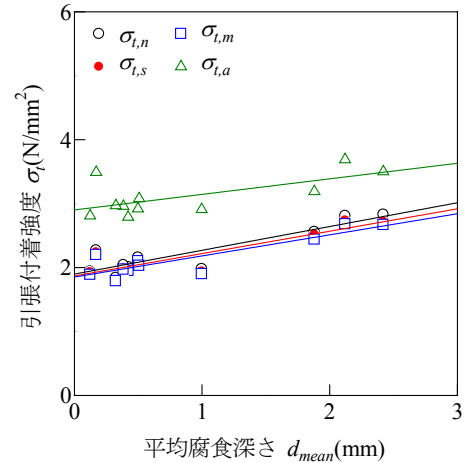 6
σt,n σt,m
σt,s σt,a
4
2
0
0 1 2 3
引張付着強度 σt(N/mm²)
平均腐食深さ dmean(mm)